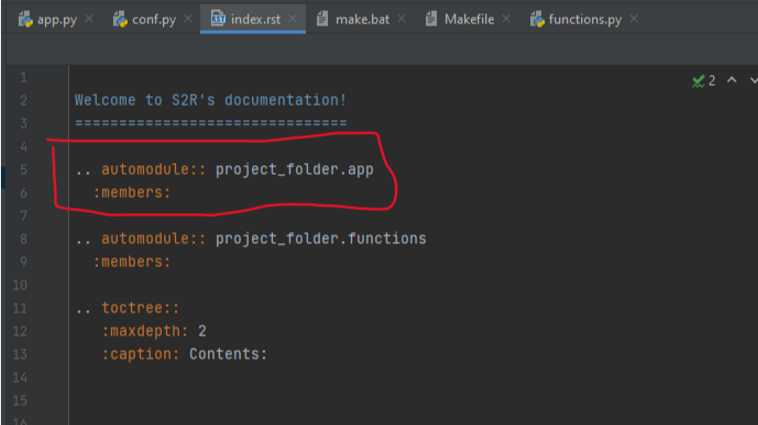 app.py conf.py index.rst make.bat Makefile functions.py
1
2 Welcome to S2R's documentation! 2
3 ===============================
4
5 .. automodule:: project_folder.app
6 :members:
7
8 .. automodule:: project_folder.functions
9 :members:
10
11 .. toctree::
12 :maxdepth: 2
13 :caption: Contents:
14
15
16